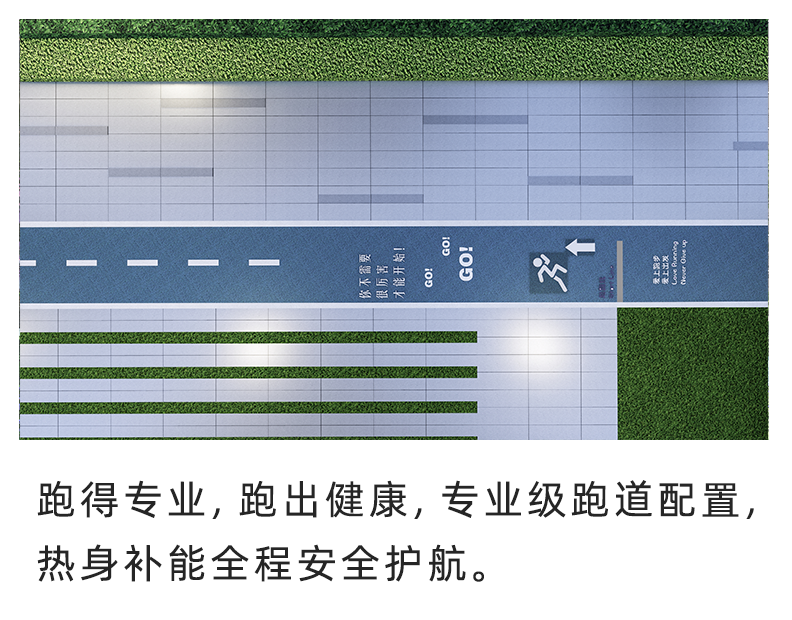 你不需要
很厉害
才能开始！
GO!
GO!
GO!
爱上跑步
爱上出发
Love Running
Never Give up
跑得专业, 跑出健康, 专业级跑道配置,
热身补能全程安全护航。